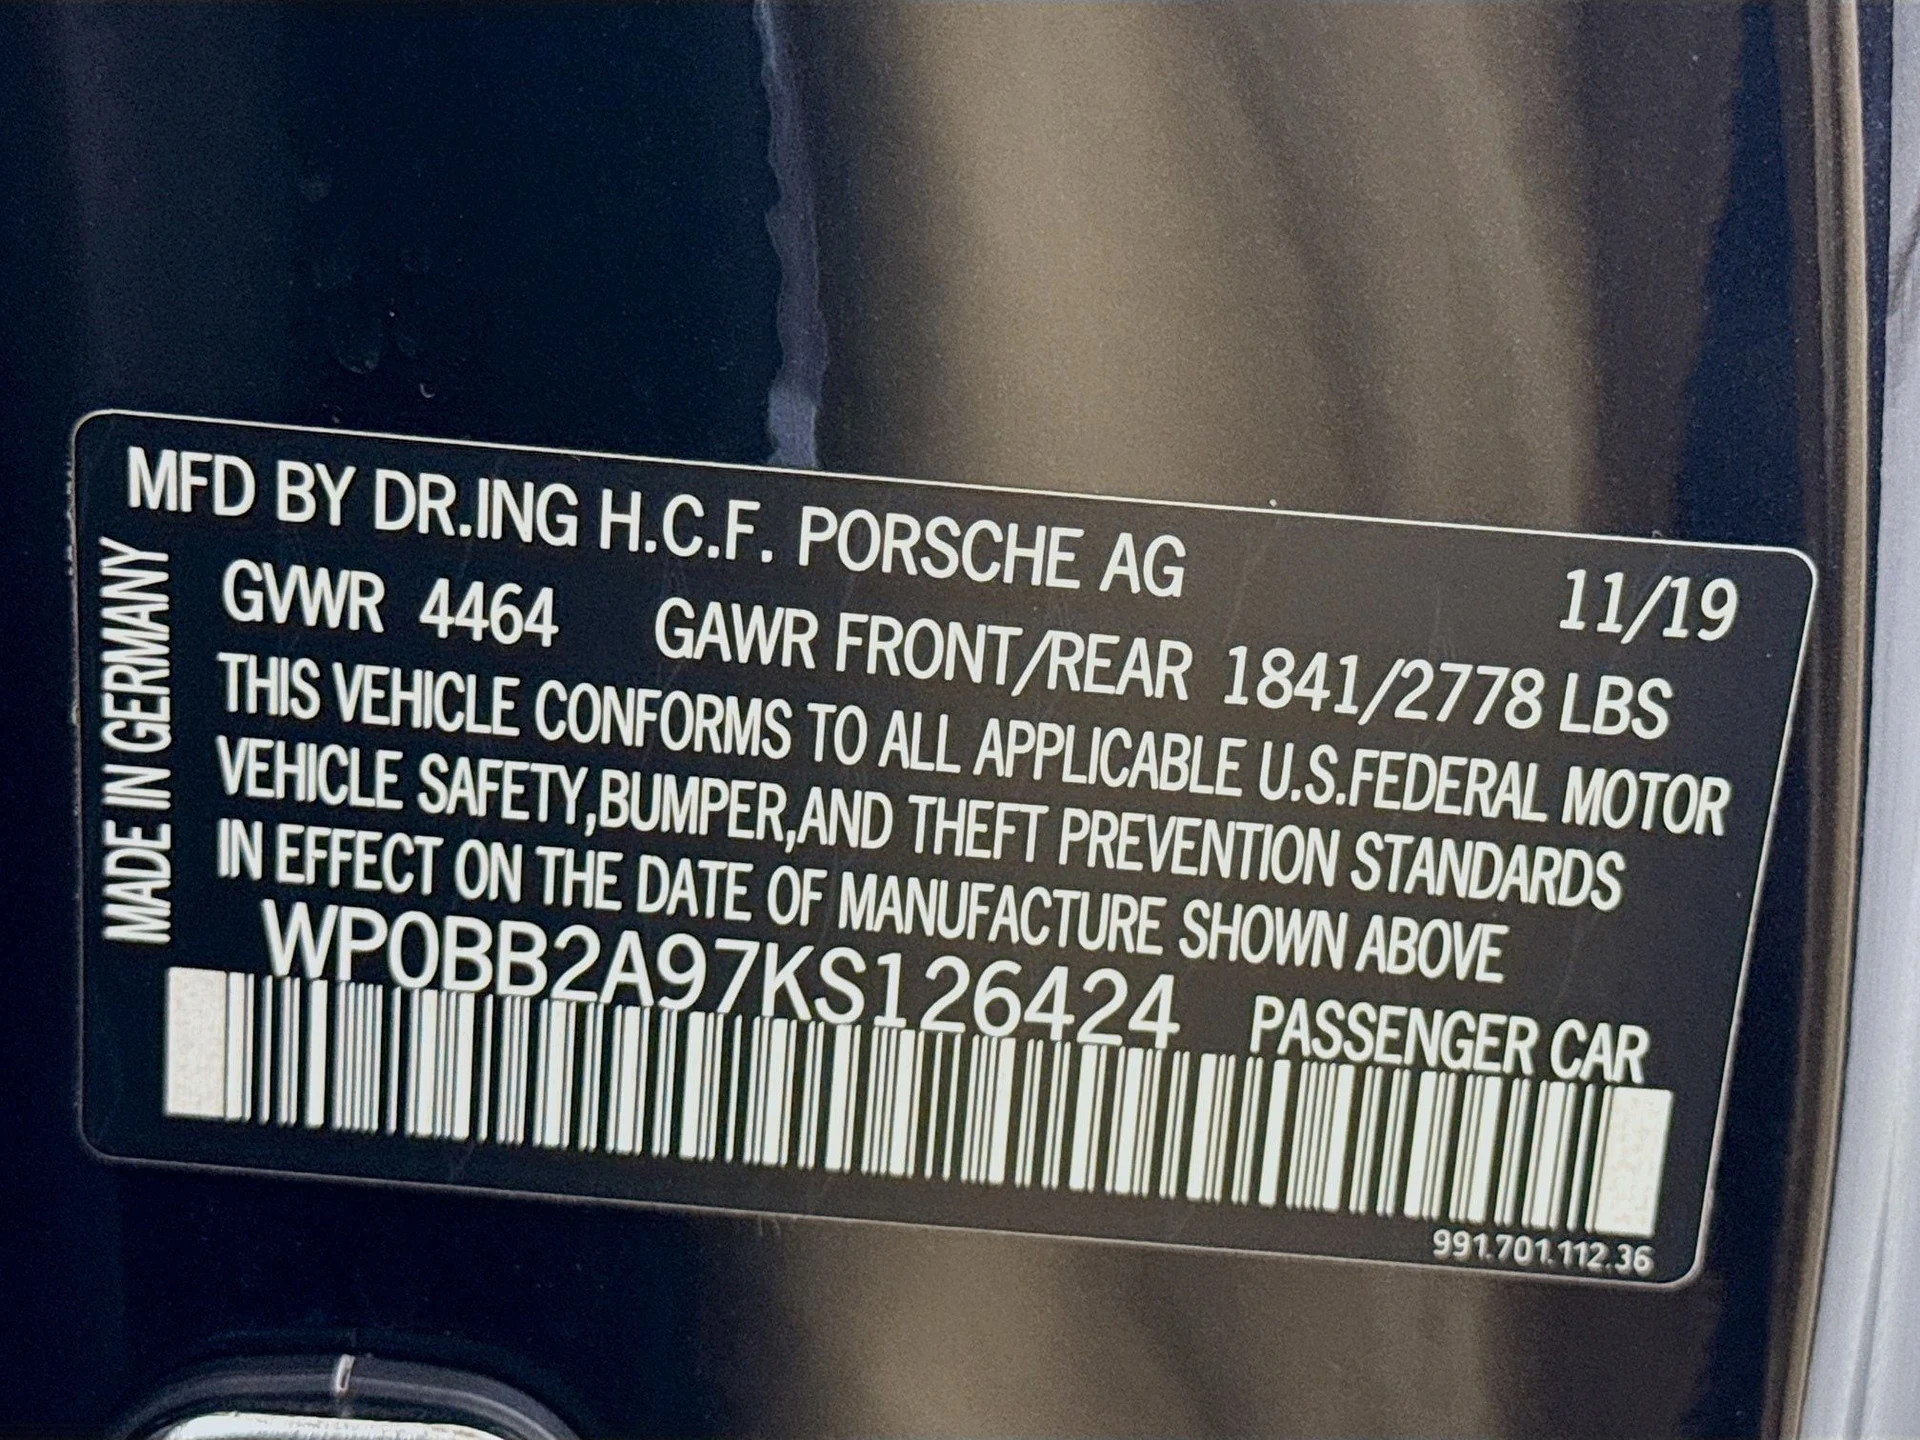 MFD BY DR.ING H.C.F. PORSCHE AG 11/19
GVWR 4464 GAWR FRONT/REAR 1841/2778 LBS
THIS VEHICLE CONFORMS TO ALL APPLICABLE U.S.FEDERAL MOTOR
VEHICLE SAFETY,BUMPER,AND THEFT PREVENTION STANDARDS
IN EFFECT ON THE DATE OF MANUFACTURE SHOWN ABOVE
WP0BB2A97KS126424 PASSENGER CAR
991.701.112.36
MADE IN GERMANY